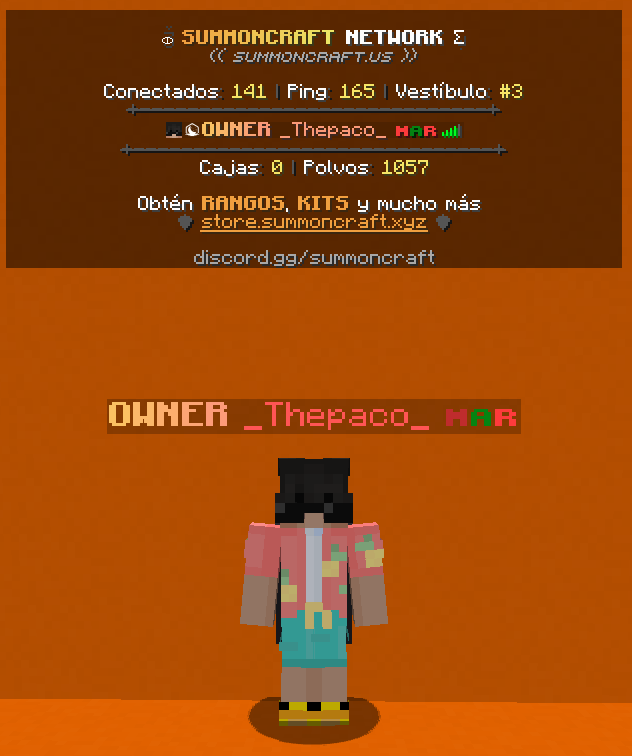 SUMMONCRAFT NETWORK Σ
(( SUMMONCRAFT.US ))
Conectados: 141 | Ping: 165 | Vestíbulo: #3
OWNER _Thepaco_ MAR
Cajas: 0 | Polvos: 1057
Obtén RANGOS, KITS y mucho más
store.summoncraft.xyz
discord.gg/summoncraft
OWNER _Thepaco_ MAR